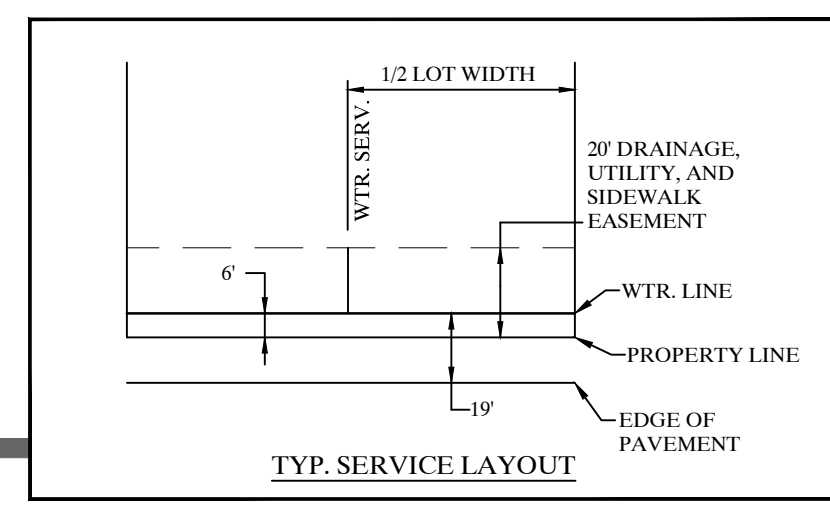 1/2 LOT WIDTH
WTR. SERV.
20' DRAINAGE,
UTILITY, AND
SIDEWALK
EASEMENT
6'
WTR. LINE
PROPERTY LINE
19'
EDGE OF
PAVEMENT
TYP. SERVICE LAYOUT